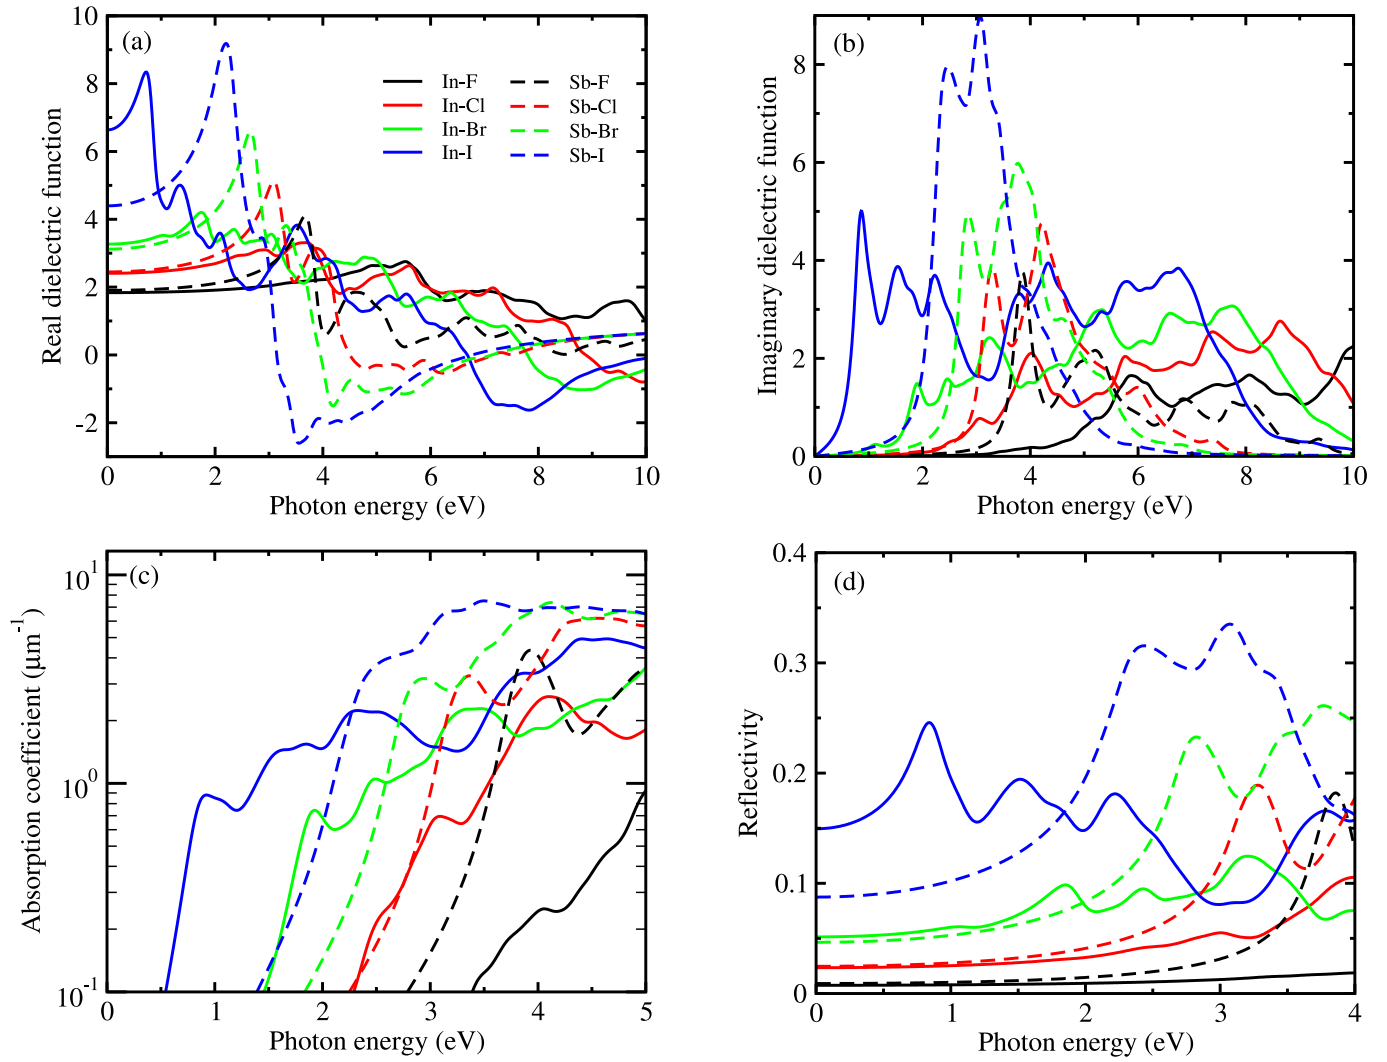 (a)
10
8
6
4
2
0
-2
Real dielectric function
In-F
In-Cl
In-Br
In-I
Sb-F
Sb-Cl
Sb-Br
Sb-I
0 2 4 6 8 10
Photon energy (eV)
(b)
8
6
4
2
0
Imaginary dielectric function
0 2 4 6 8 10
Photon energy (eV)
(c)
10^1
10^0
10^-1
Absorption coefficient (μm^-1)
0 1 2 3 4 5
Photon energy (eV)
(d)
0.4
0.3
0.2
0.1
0
Reflectivity
0 1 2 3 4
Photon energy (eV)